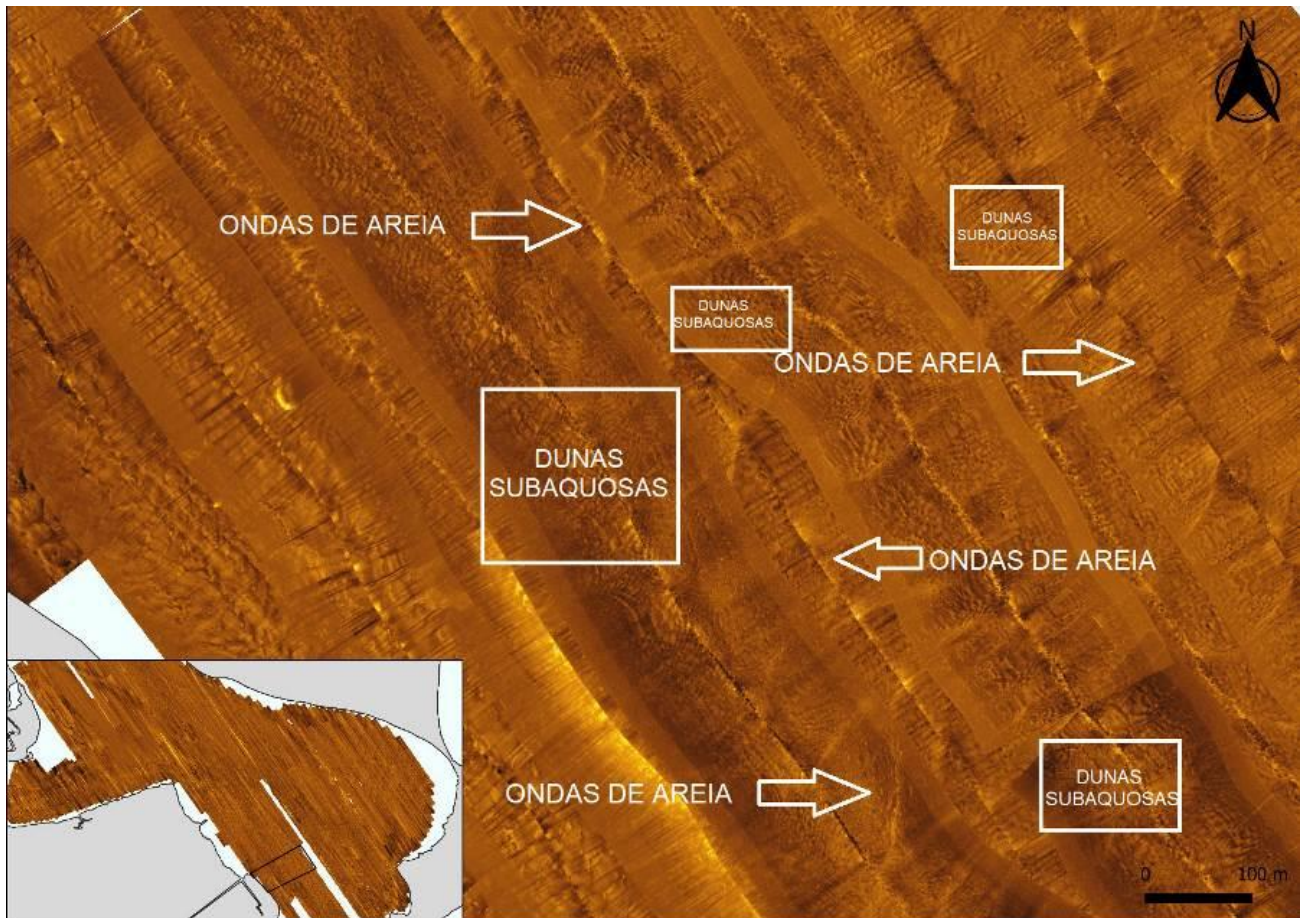 N
ONDAS DE AREIA
DUNAS
SUBAQUOSAS
DUNAS
SUBAQUOSAS
ONDAS DE AREIA
DUNAS
SUBAQUOSAS
ONDAS DE AREIA
ONDAS DE AREIA
DUNAS
SUBAQUOSAS
0 100 m